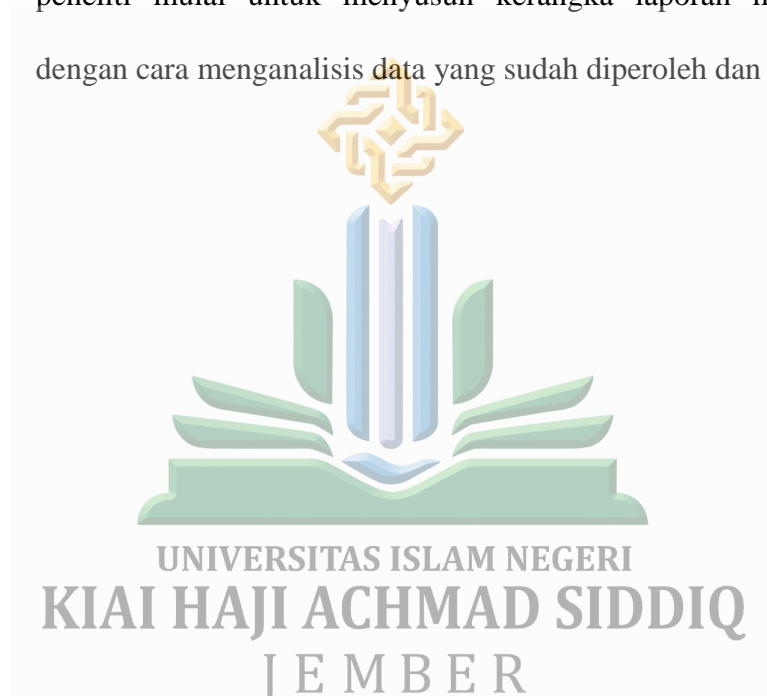 peneliti mulai untuk menyusun kerangka laporan
dengan cara menganalisis data yang sudah diperoleh dan
UNIVERSITAS ISLAM NEGERI
KIAI HAJI ACHMAD SIDDIQ
JEMBER